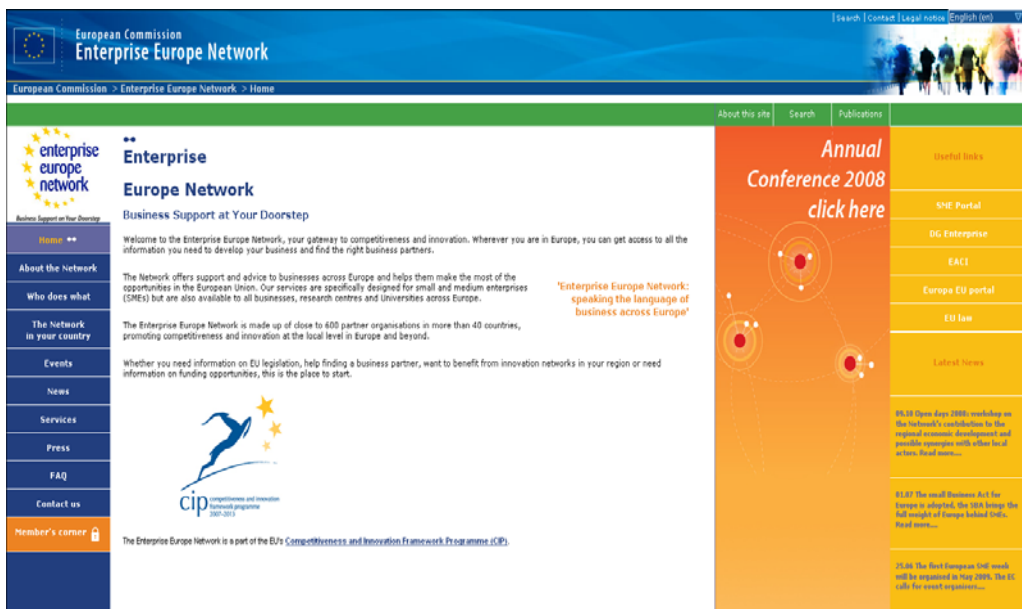 |Search |Contact |Legal notice English (en)
European Commission
Enterprise Europe Network
European Commission > Enterprise Europe Network > Home
About this site
Search
Publications
enterprise
europe
network
Business Support on Your Doorstep
Home
About the Network
Who does what
The Network
in your country
Events
News
Services
Press
FAQ
Contact us
Member's corner
Enterprise
Europe Network
Business Support at Your Doorstep
Welcome to the Enterprise Europe Network, your gateway to competitiveness and innovation. Wherever you are in Europe, you can get access to all the
information you need to develop your business and find the right business partners.
The Network offers support and advice to businesses across Europe and helps them make the most of the
opportunities in the European Union. Our services are specifically designed for small and medium enterprises
(SMEs) but are also available to all businesses, research centres and Universities across Europe.
'Enterprise Europe Network:
speaking the language of
business across Europe'
The Enterprise Europe Network is made up of close to 600 partner organisations in more than 40 countries,
promoting competitiveness and innovation at the local level in Europe and beyond.
Whether you need information on EU legislation, help finding a business partner, want to benefit from innovation networks in your region or need
information on funding opportunities, this is the place to start.
cip
competitiveness and innovation
framework programme
2007-2013
The Enterprise Europe Network is a part of the EU's Competitiveness and Innovation Framework Programme (CIP).
Annual
Conference 2008
click here
Useful links
SME Portal
DG Enterprise
EACI
Europa EU portal
EU law
Latest News
09.10 Open days 2008: workshop on
the Network's contribution to the
regional economic development and
possible synergies with other local
actors. Read more....
01.07 The small Business Act for
Europe is adopted, the SBA brings the
full weight of Europe behind SMEs.
Read more....
25.06 The first European SME week
will be organised in May 2009. The EC
calls for event organisers....